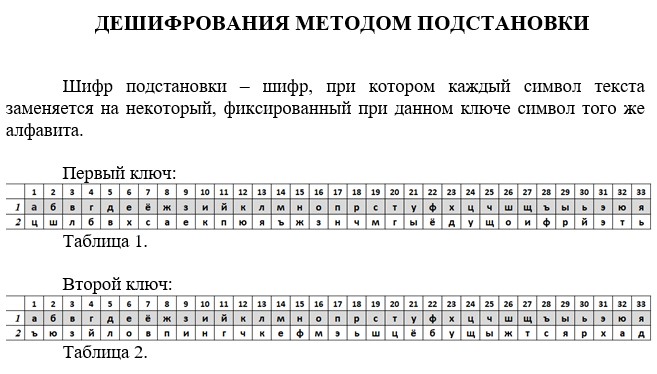 ДЕШИФРОВАНИЯ МЕТОДОМ ПОДСТАНОВКИ
Шифр подстановки – шифр, при котором каждый символ текста
заменяется на некоторый, фиксированный при данном ключе символ того же
алфавита.
Первый ключ:
1 2 3 4 5 6 7 8 9 10 11 12 13 14 15 16 17 18 19 20 21 22 23 24 25 26 27 28 29 30 31 32 33
1 а б в г д е ё ж з и й к л м н о п р с т у ф х ц ч ш щ ъ ы ь э ю я
2 ц ш л б в х с а е к п ю я ъ ж з н ч м г ы ё д у щ о и ф р й э т ь
Таблица 1.
Второй ключ:
1 2 3 4 5 6 7 8 9 10 11 12 13 14 15 16 17 18 19 20 21 22 23 24 25 26 27 28 29 30 31 32 33
1 а б в г д е ё ж з и й к л м н о п р с т у ф х ц ч ш щ ъ ы ь э ю я
2 ъ ю з й л о в п и н г ч к е ф м э ь ш ц ё б у щ ы ж т с я р х а д
Таблица 2.